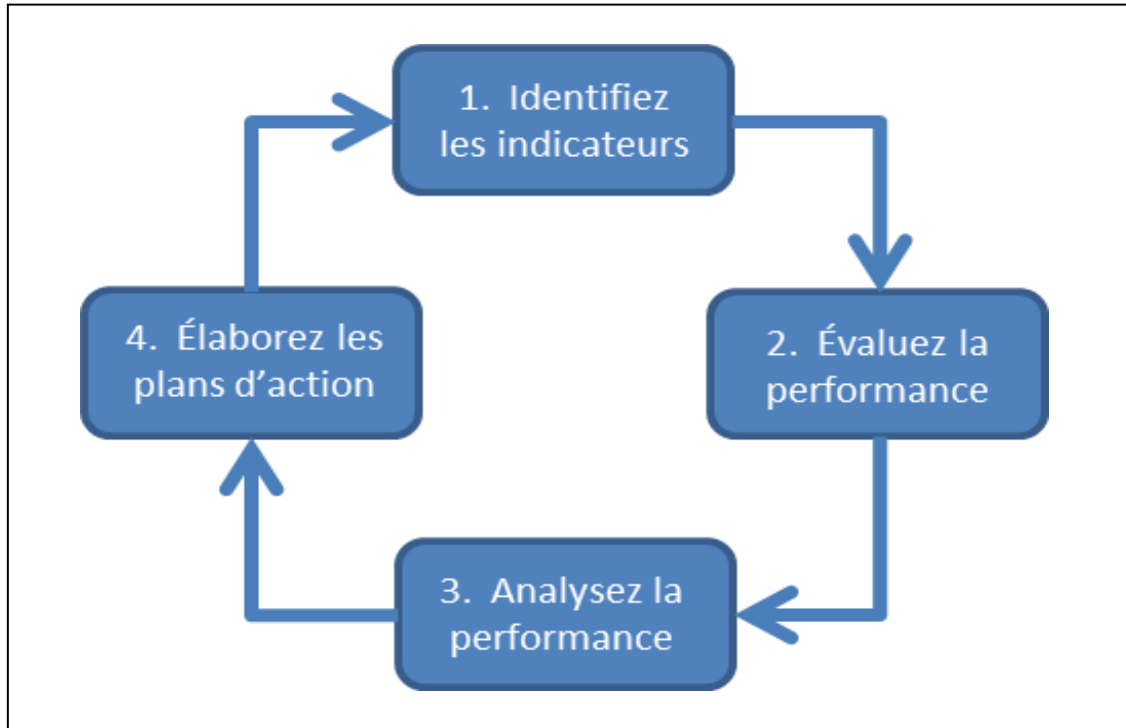 1. Identifiez
les indicateurs
2. Évaluez la
performance
3. Analysez la
performance
4. Élaborez les
plans d’action